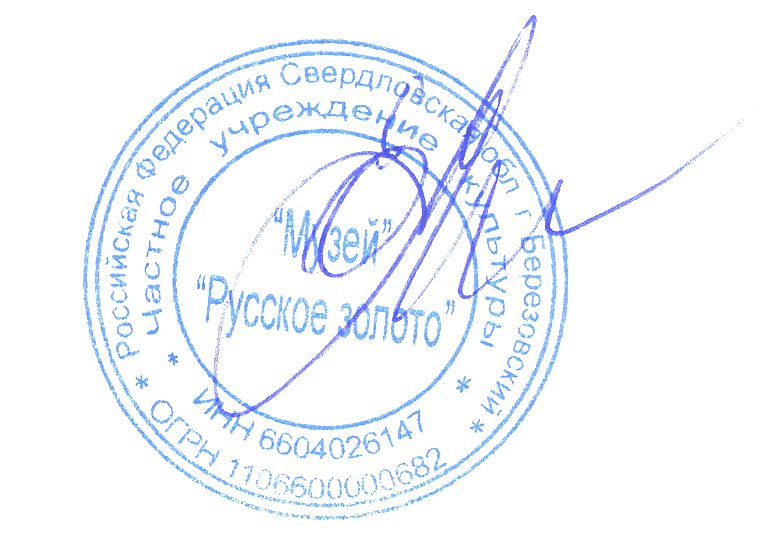 * Российская Федерация Свердловская обл г Березовский *
ОГРН 1106600000682
* Частное учреждение культуры *
ИНН 6604026147
“Музей”
“Русское золото”